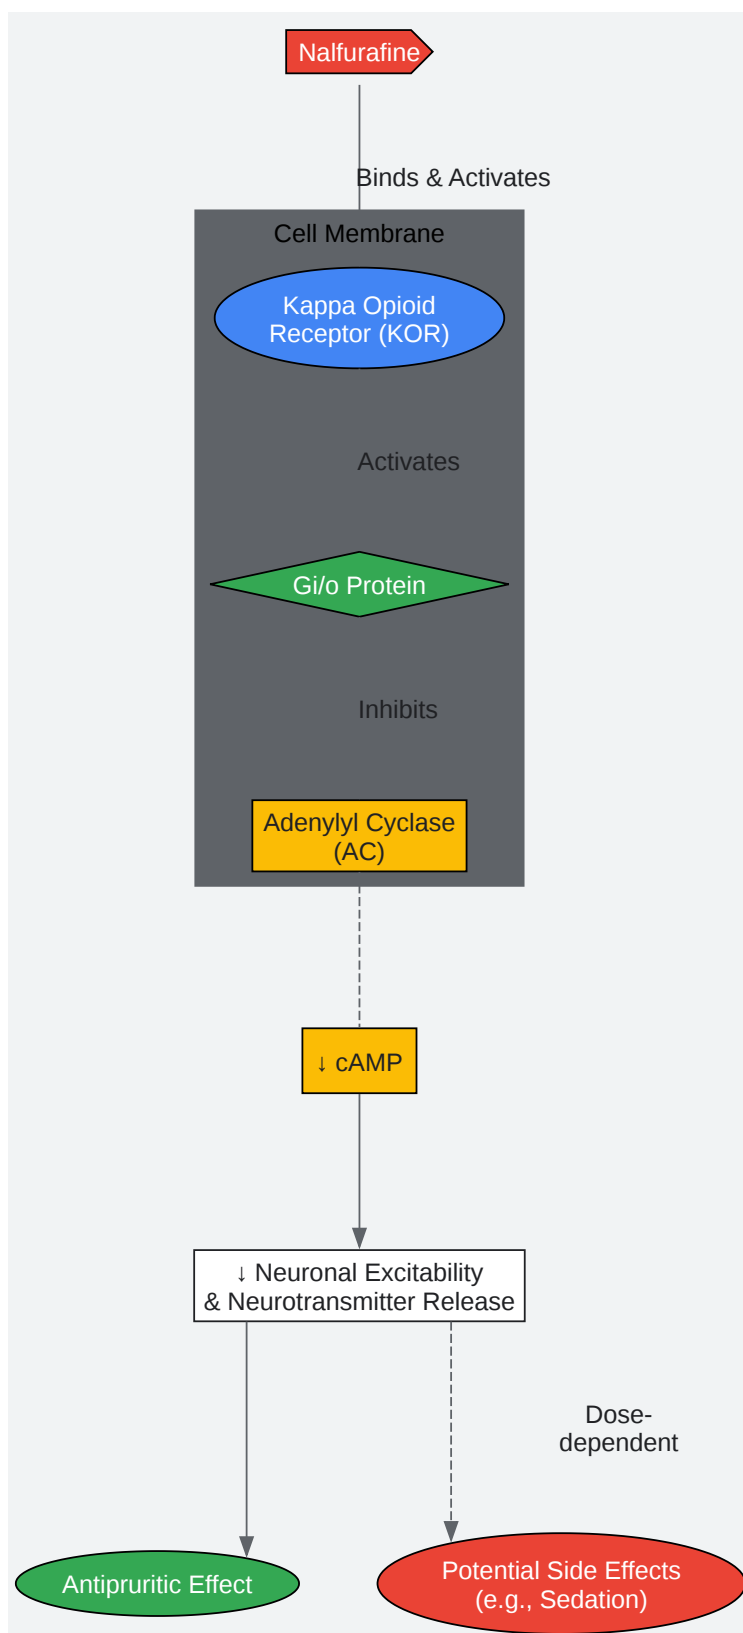 Nalfurafine
Binds & Activates
Cell Membrane
Kappa Opioid
Receptor (KOR)
Activates
Gi/o Protein
Inhibits
Adenylyl Cyclase
(AC)
↓ cAMP
↓ Neuronal Excitability
& Neurotransmitter Release
Dose-
dependent
Antipruritic Effect
Potential Side Effects
(e.g., Sedation)